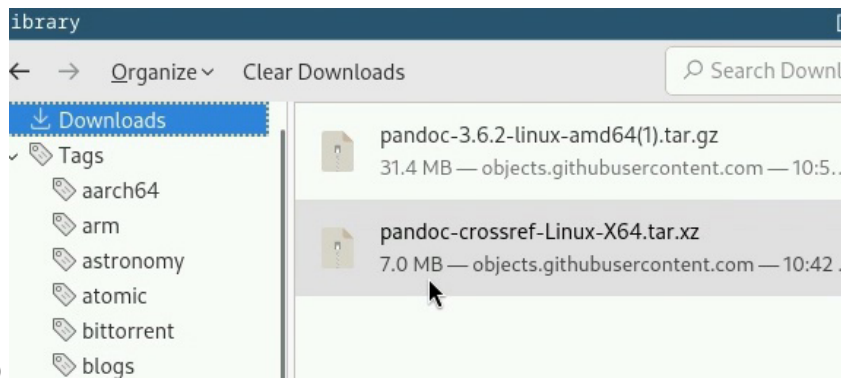 ibrary
Organize Clear Downloads
Search Downl
Downloads
Tags
aarch64
arm
astronomy
atomic
bittorrent
blogs
pandoc-3.6.2-linux-amd64(1).tar.gz
31.4 MB — objects.githubusercontent.com — 10:5..
pandoc-crossref-Linux-X64.tar.xz
7.0 MB — objects.githubusercontent.com — 10:42 .